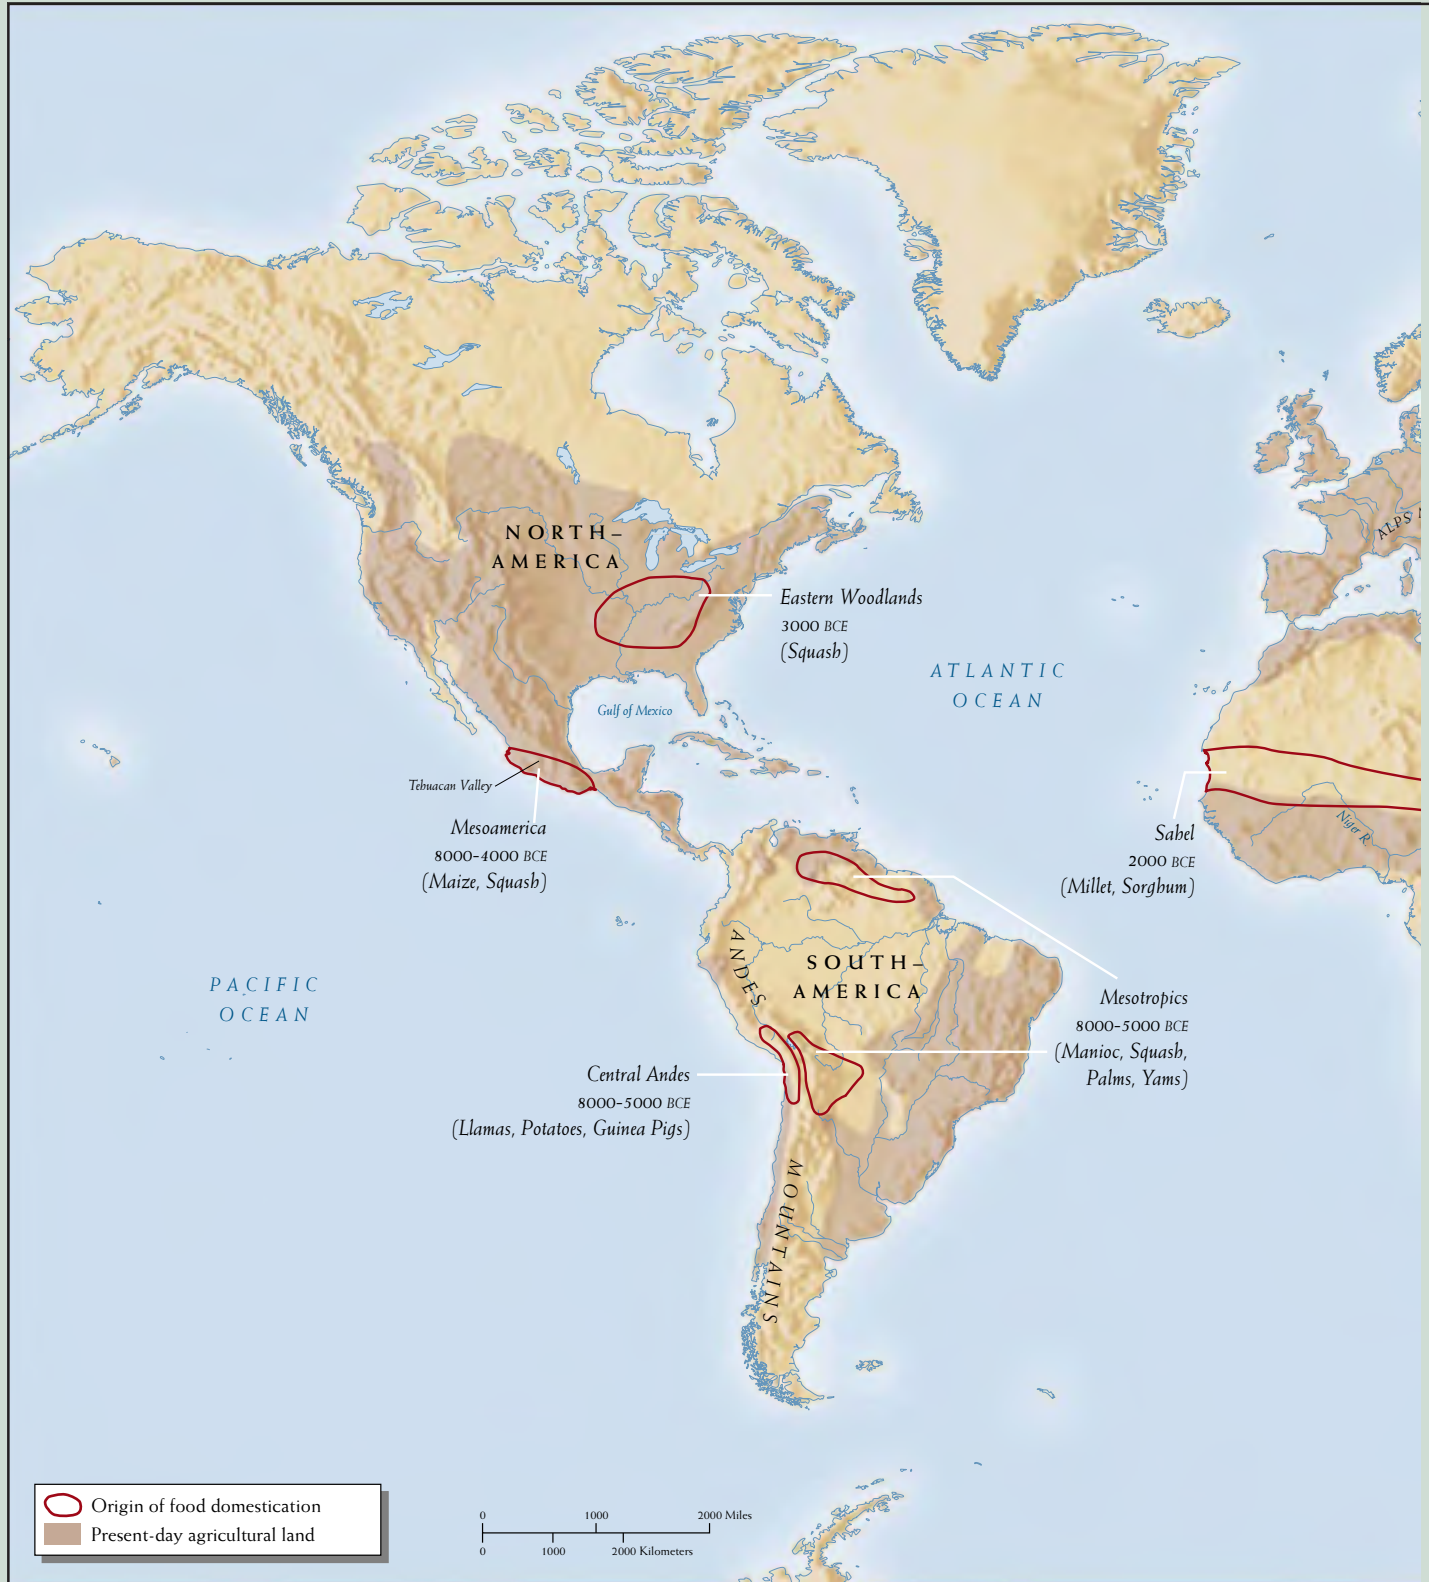 NORTH–
AMERICA
Eastern Woodlands
3000 BCE
(Squash)
ATLANTIC
OCEAN
ALPS
Gulf of Mexico
Tehuacan Valley
Mesoamerica
8000–4000 BCE
(Maize, Squash)
Niger R.
Sahel
2000 BCE
(Millet, Sorghum)
ANDES
SOUTH–
AMERICA
PACIFIC
OCEAN
Mesotropics
8000–5000 BCE
(Manioc, Squash,
Palms, Yams)
Central Andes
8000–5000 BCE
(Llamas, Potatoes, Guinea Pigs)
MOUNTAINS
Origin of food domestication
Present-day agricultural land
0 1000 2000 Miles
0 1000 2000 Kilometers